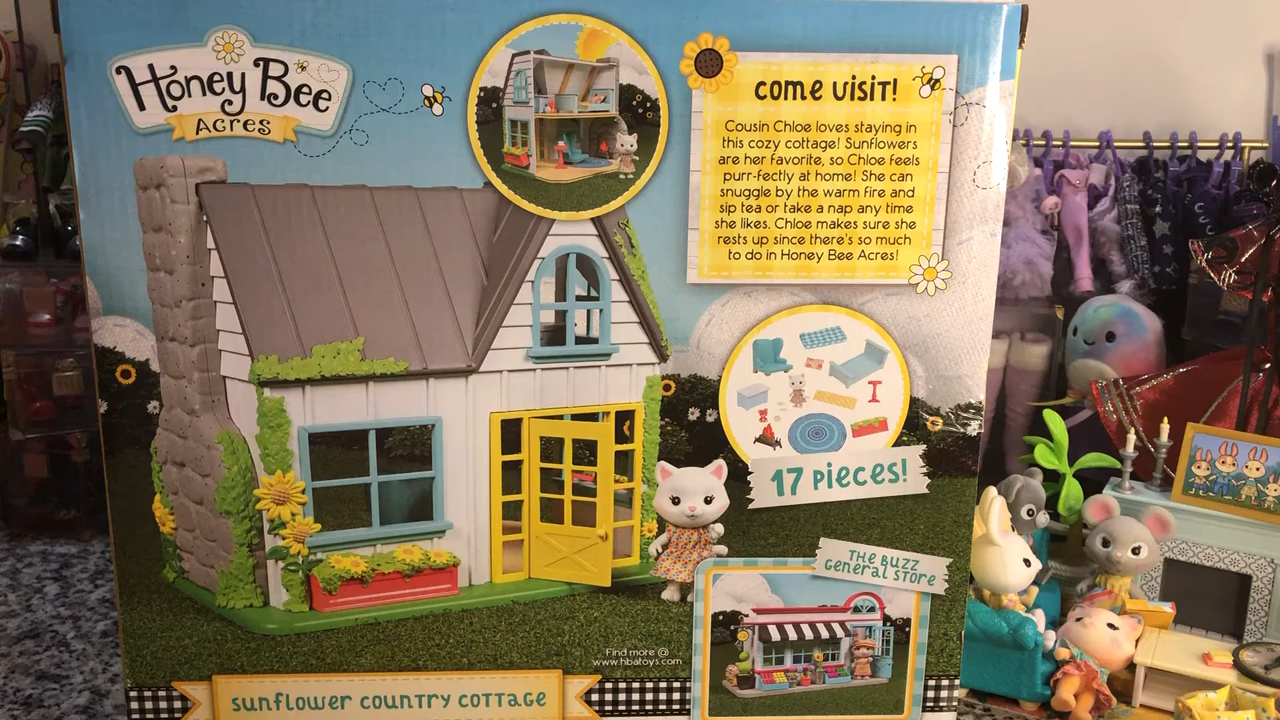 Honey Bee
Acres
come visit!
Cousin Chloe loves staying in
this cozy cottage! Sunflowers
are her favorite, so Chloe feels
purr-fectly at home! She can
snuggle by the warm fire and
sip tea or take a nap any time
she likes. Chloe makes sure she
rests up since there's so much
to do in Honey Bee Acres!
17 pieces!
THE BUZZ
General Store
Find more @
www.hbatoys.com
sunflower country cottage